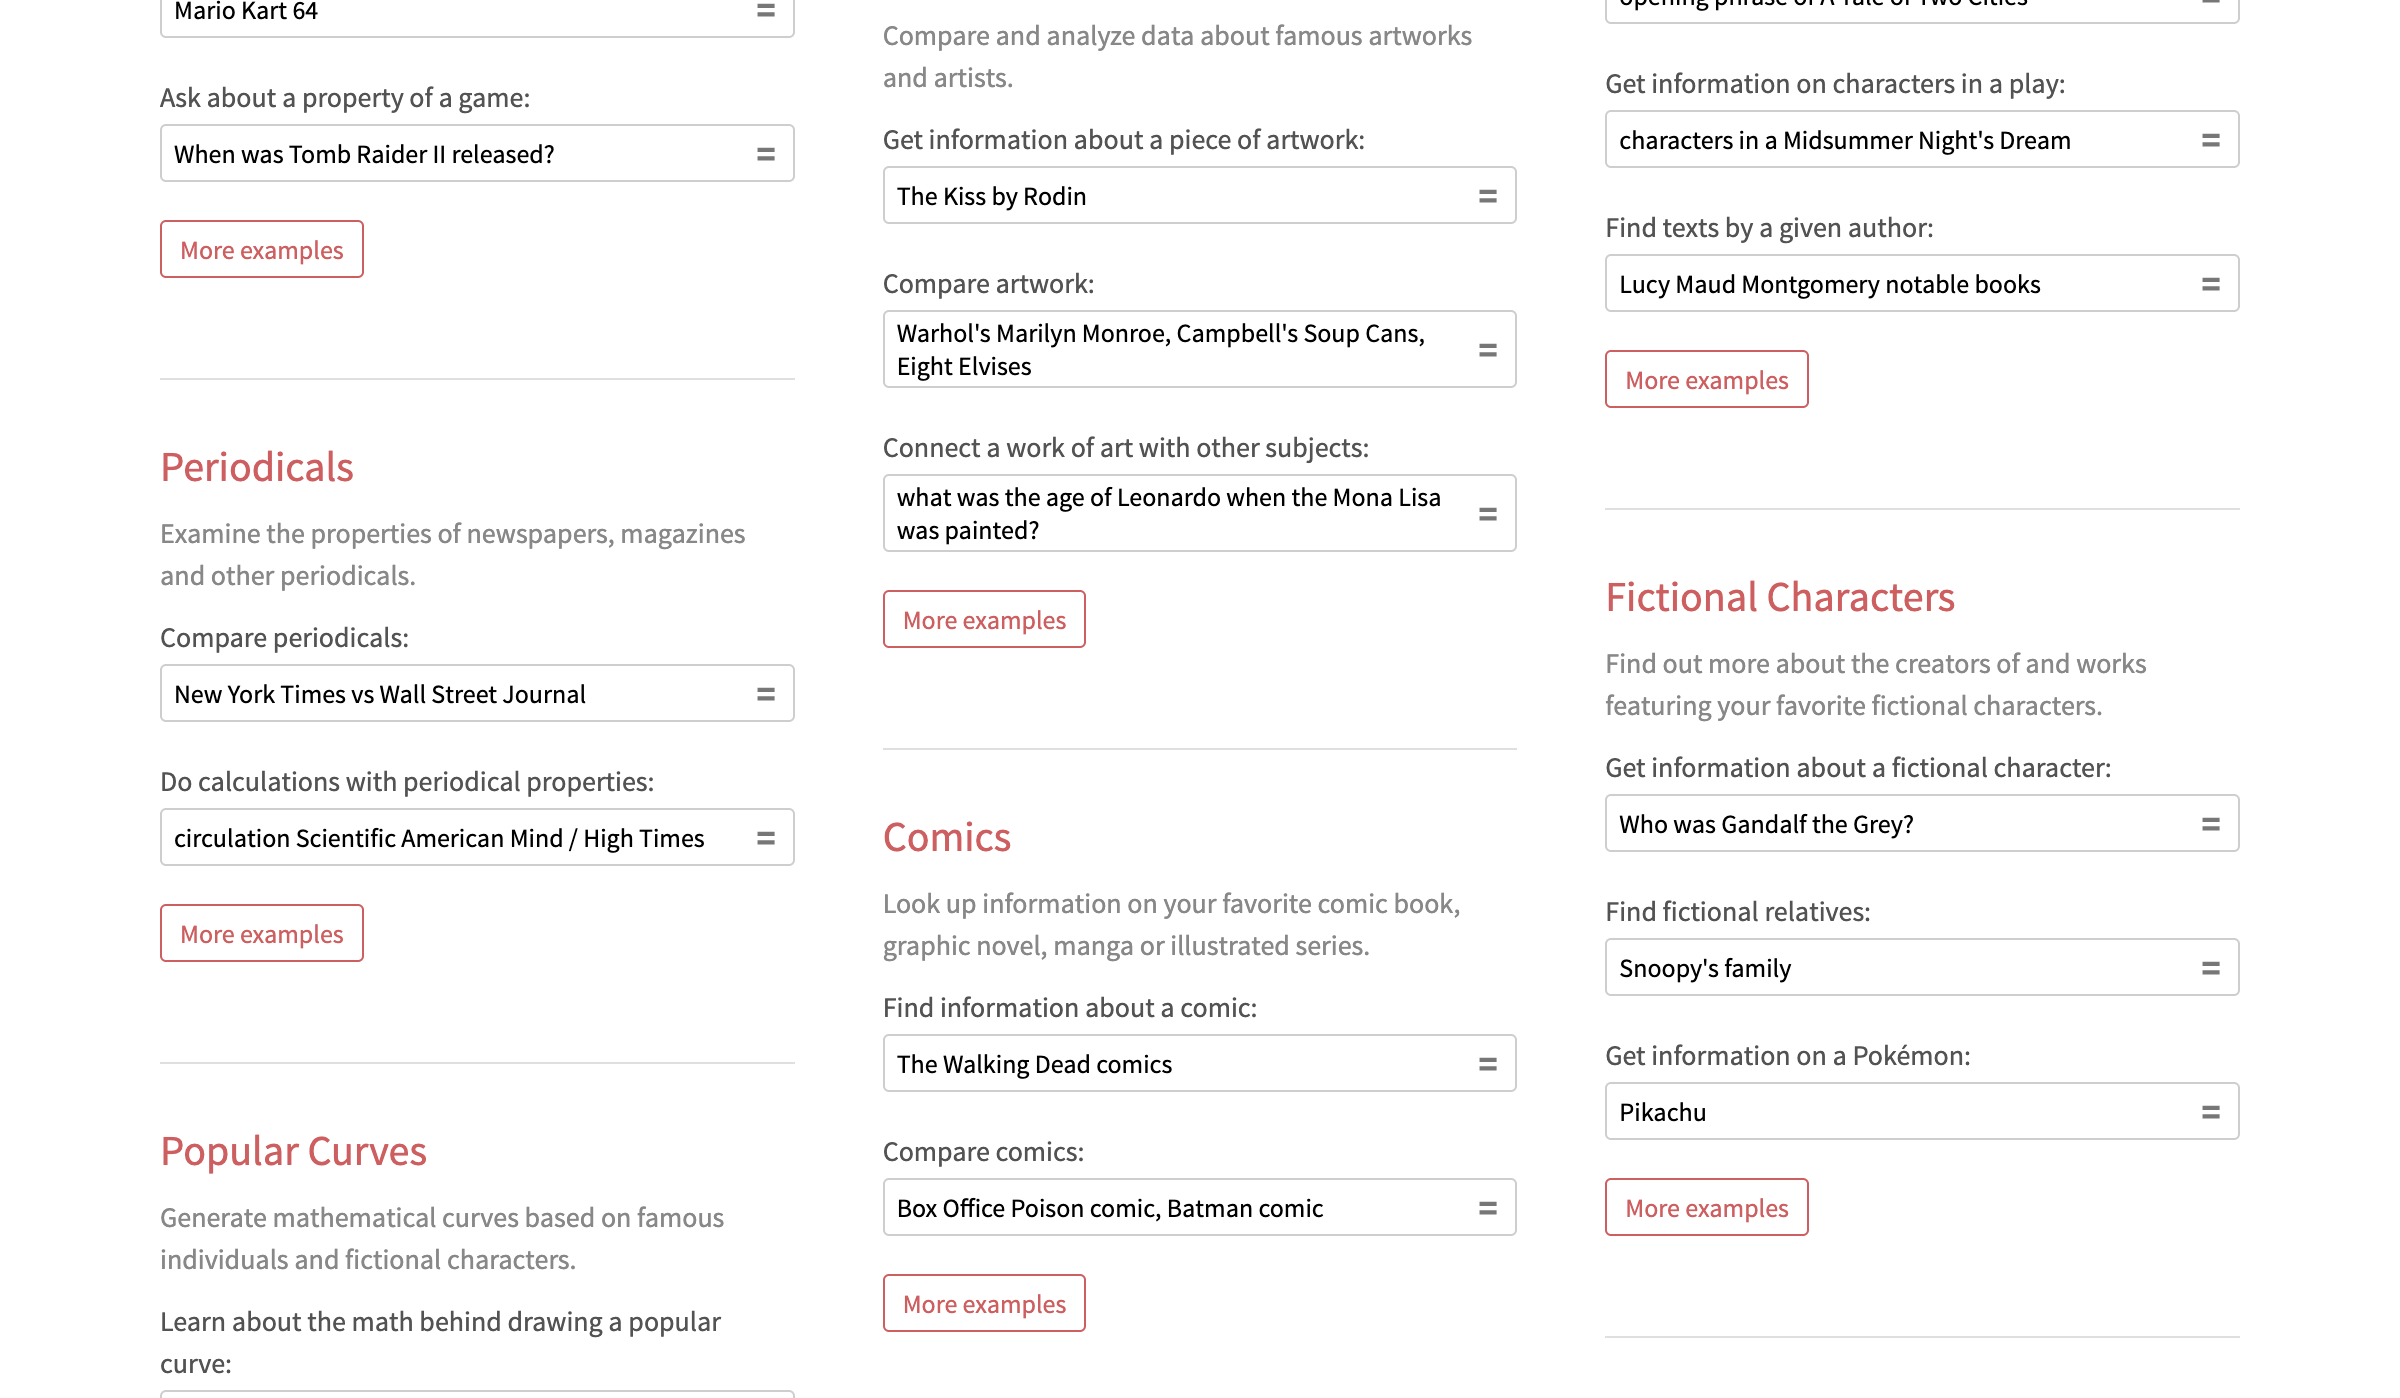 Mario Kart 64
=
Ask about a property of a game:
When was Tomb Raider II released?
=
More examples
Periodicals
Examine the properties of newspapers, magazines
and other periodicals.
Compare periodicals:
New York Times vs Wall Street Journal
=
Do calculations with periodical properties:
circulation Scientific American Mind / High Times
=
More examples
Popular Curves
Generate mathematical curves based on famous
individuals and fictional characters.
Learn about the math behind drawing a popular
curve:
Compare and analyze data about famous artworks
and artists.
Get information about a piece of artwork:
The Kiss by Rodin
=
Compare artwork:
Warhol's Marilyn Monroe, Campbell's Soup Cans,
Eight Elvises
=
Connect a work of art with other subjects:
what was the age of Leonardo when the Mona Lisa
was painted?
=
More examples
Comics
Look up information on your favorite comic book,
graphic novel, manga or illustrated series.
Find information about a comic:
The Walking Dead comics
=
Compare comics:
Box Office Poison comic, Batman comic
=
More examples
opening phrase of A Tale of Two Cities
=
Get information on characters in a play:
characters in a Midsummer Night's Dream
=
Find texts by a given author:
Lucy Maud Montgomery notable books
=
More examples
Fictional Characters
Find out more about the creators of and works
featuring your favorite fictional characters.
Get information about a fictional character:
Who was Gandalf the Grey?
=
Find fictional relatives:
Snoopy's family
=
Get information on a Pokémon:
Pikachu
=
More examples